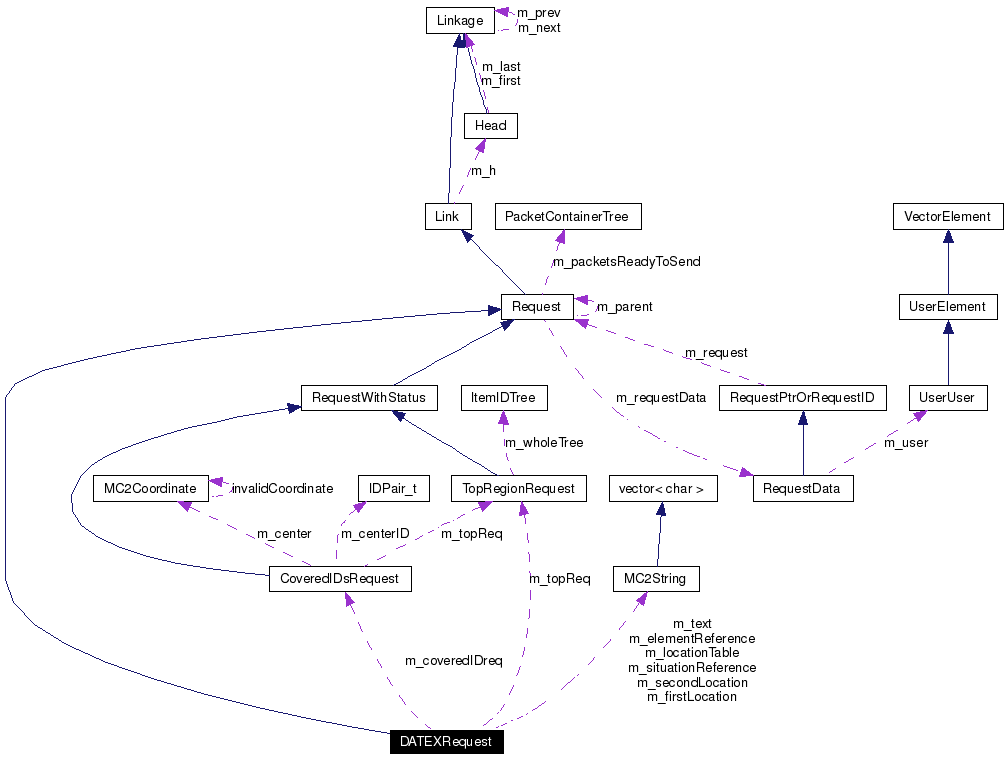 Linkage
m_prev
m_next
m_last
m_first
Head
m_h
Link
PacketContainerTree
VectorElement
m_packetsReadyToSend
Request
m_parent
UserElement
m_request
RequestWithStatus
ItemIDTree
m_requestData
RequestPtrOrRequestID
UserUser
m_wholeTree
m_user
MC2Coordinate
invalidCoordinate
IDPair_t
TopRegionRequest
vector< char >
RequestData
m_center
m_centerID
m_topReq
CoveredIDsRequest
m_topReq
MC2String
m_text
m_elementReference
m_locationTable
m_situationReference
m_secondLocation
m_firstLocation
m_coveredIDreq
DATEXRequest